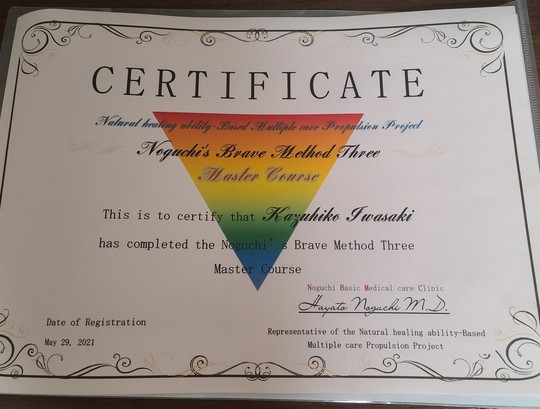 CERTIFICATE
Natural healing ability-Based Multiple care Propulsion Project
Noguchi's Brave Method Three
Master Course
This is to certify that Kazuhiko Iwasaki
has completed the Noguchi's Brave Method Three
Master Course
Noguchi Basic Medical care Clinic
Hayato Noguchi M.D.
Date of Registration
Representative of the Natural healing ability-Based
May 29, 2021
Multiple care Propulsion Project